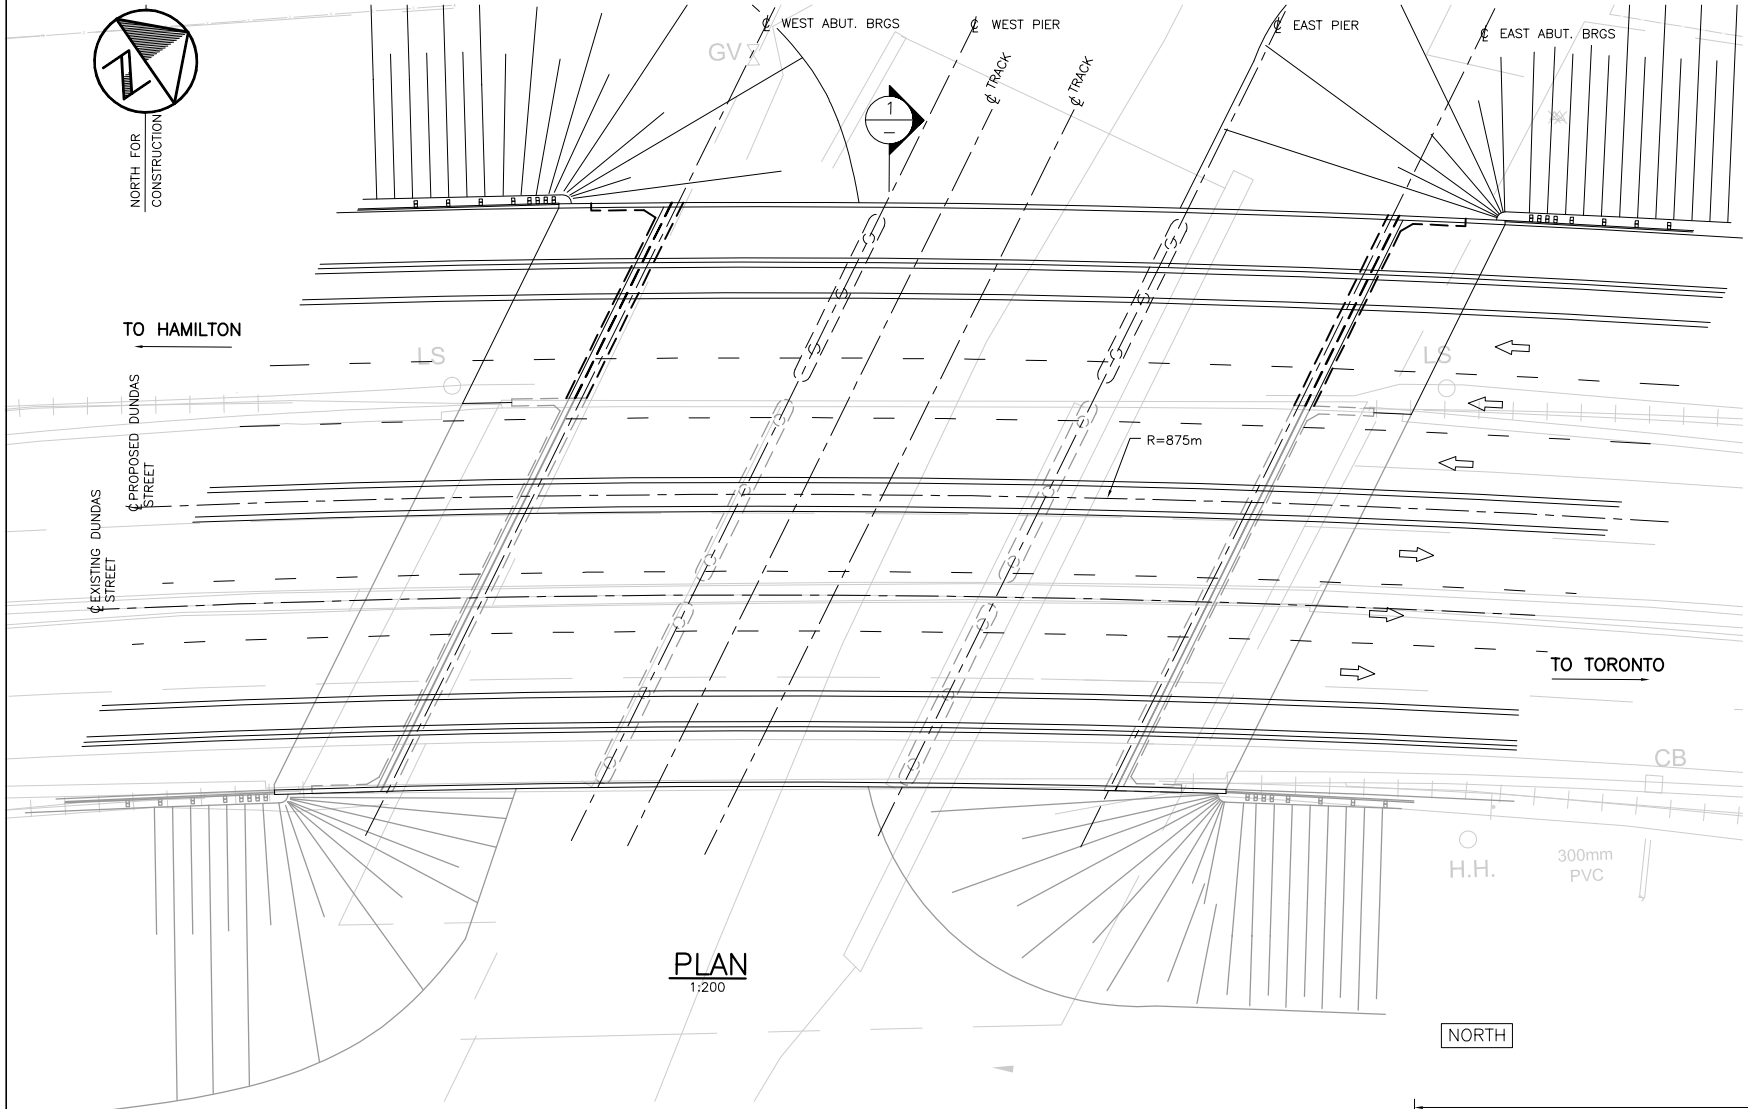 ℄ WEST ABUT. BRGS
℄ WEST PIER
℄ EAST PIER
℄ EAST ABUT. BRGS
GV
℄ TRACK
℄ TRACK
1
–
NORTH FOR
CONSTRUCTION
TO HAMILTON
LS
LS
℄ PROPOSED DUNDAS
STREET
R=875m
℄ EXISTING DUNDAS
STREET
TO TORONTO
CB
H.H.
300mm
PVC
PLAN
1:200
NORTH